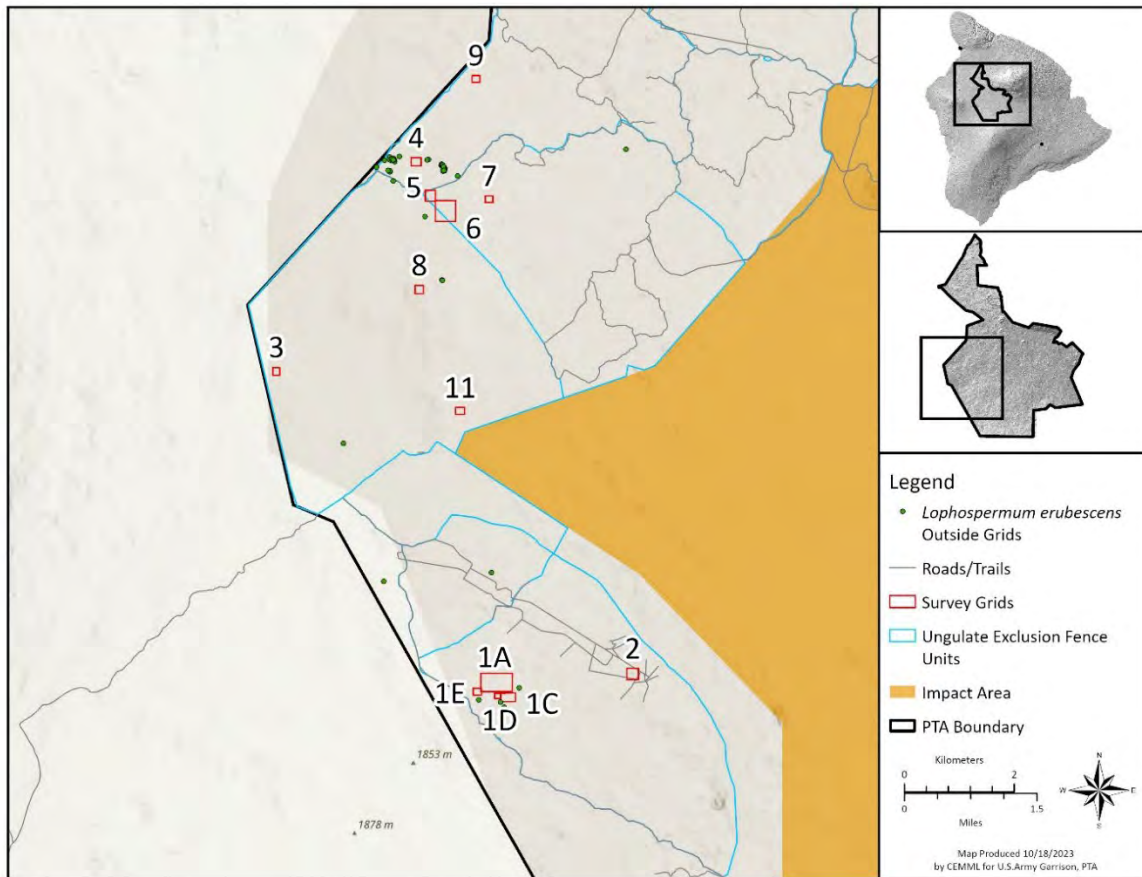 9
4
5
7
6
8
3
11
1A
2
1E
1D
1C
1853 m
1878 m
Legend
Lophospermum erubescens
Outside Grids
Roads/Trails
Survey Grids
Ungulate Exclusion Fence
Units
Impact Area
PTA Boundary
Kilometers
0 2
0 1.5
Miles
N
W E
S
Map Produced 10/18/2023
by CEMML for U.S.Army Garrison, PTA